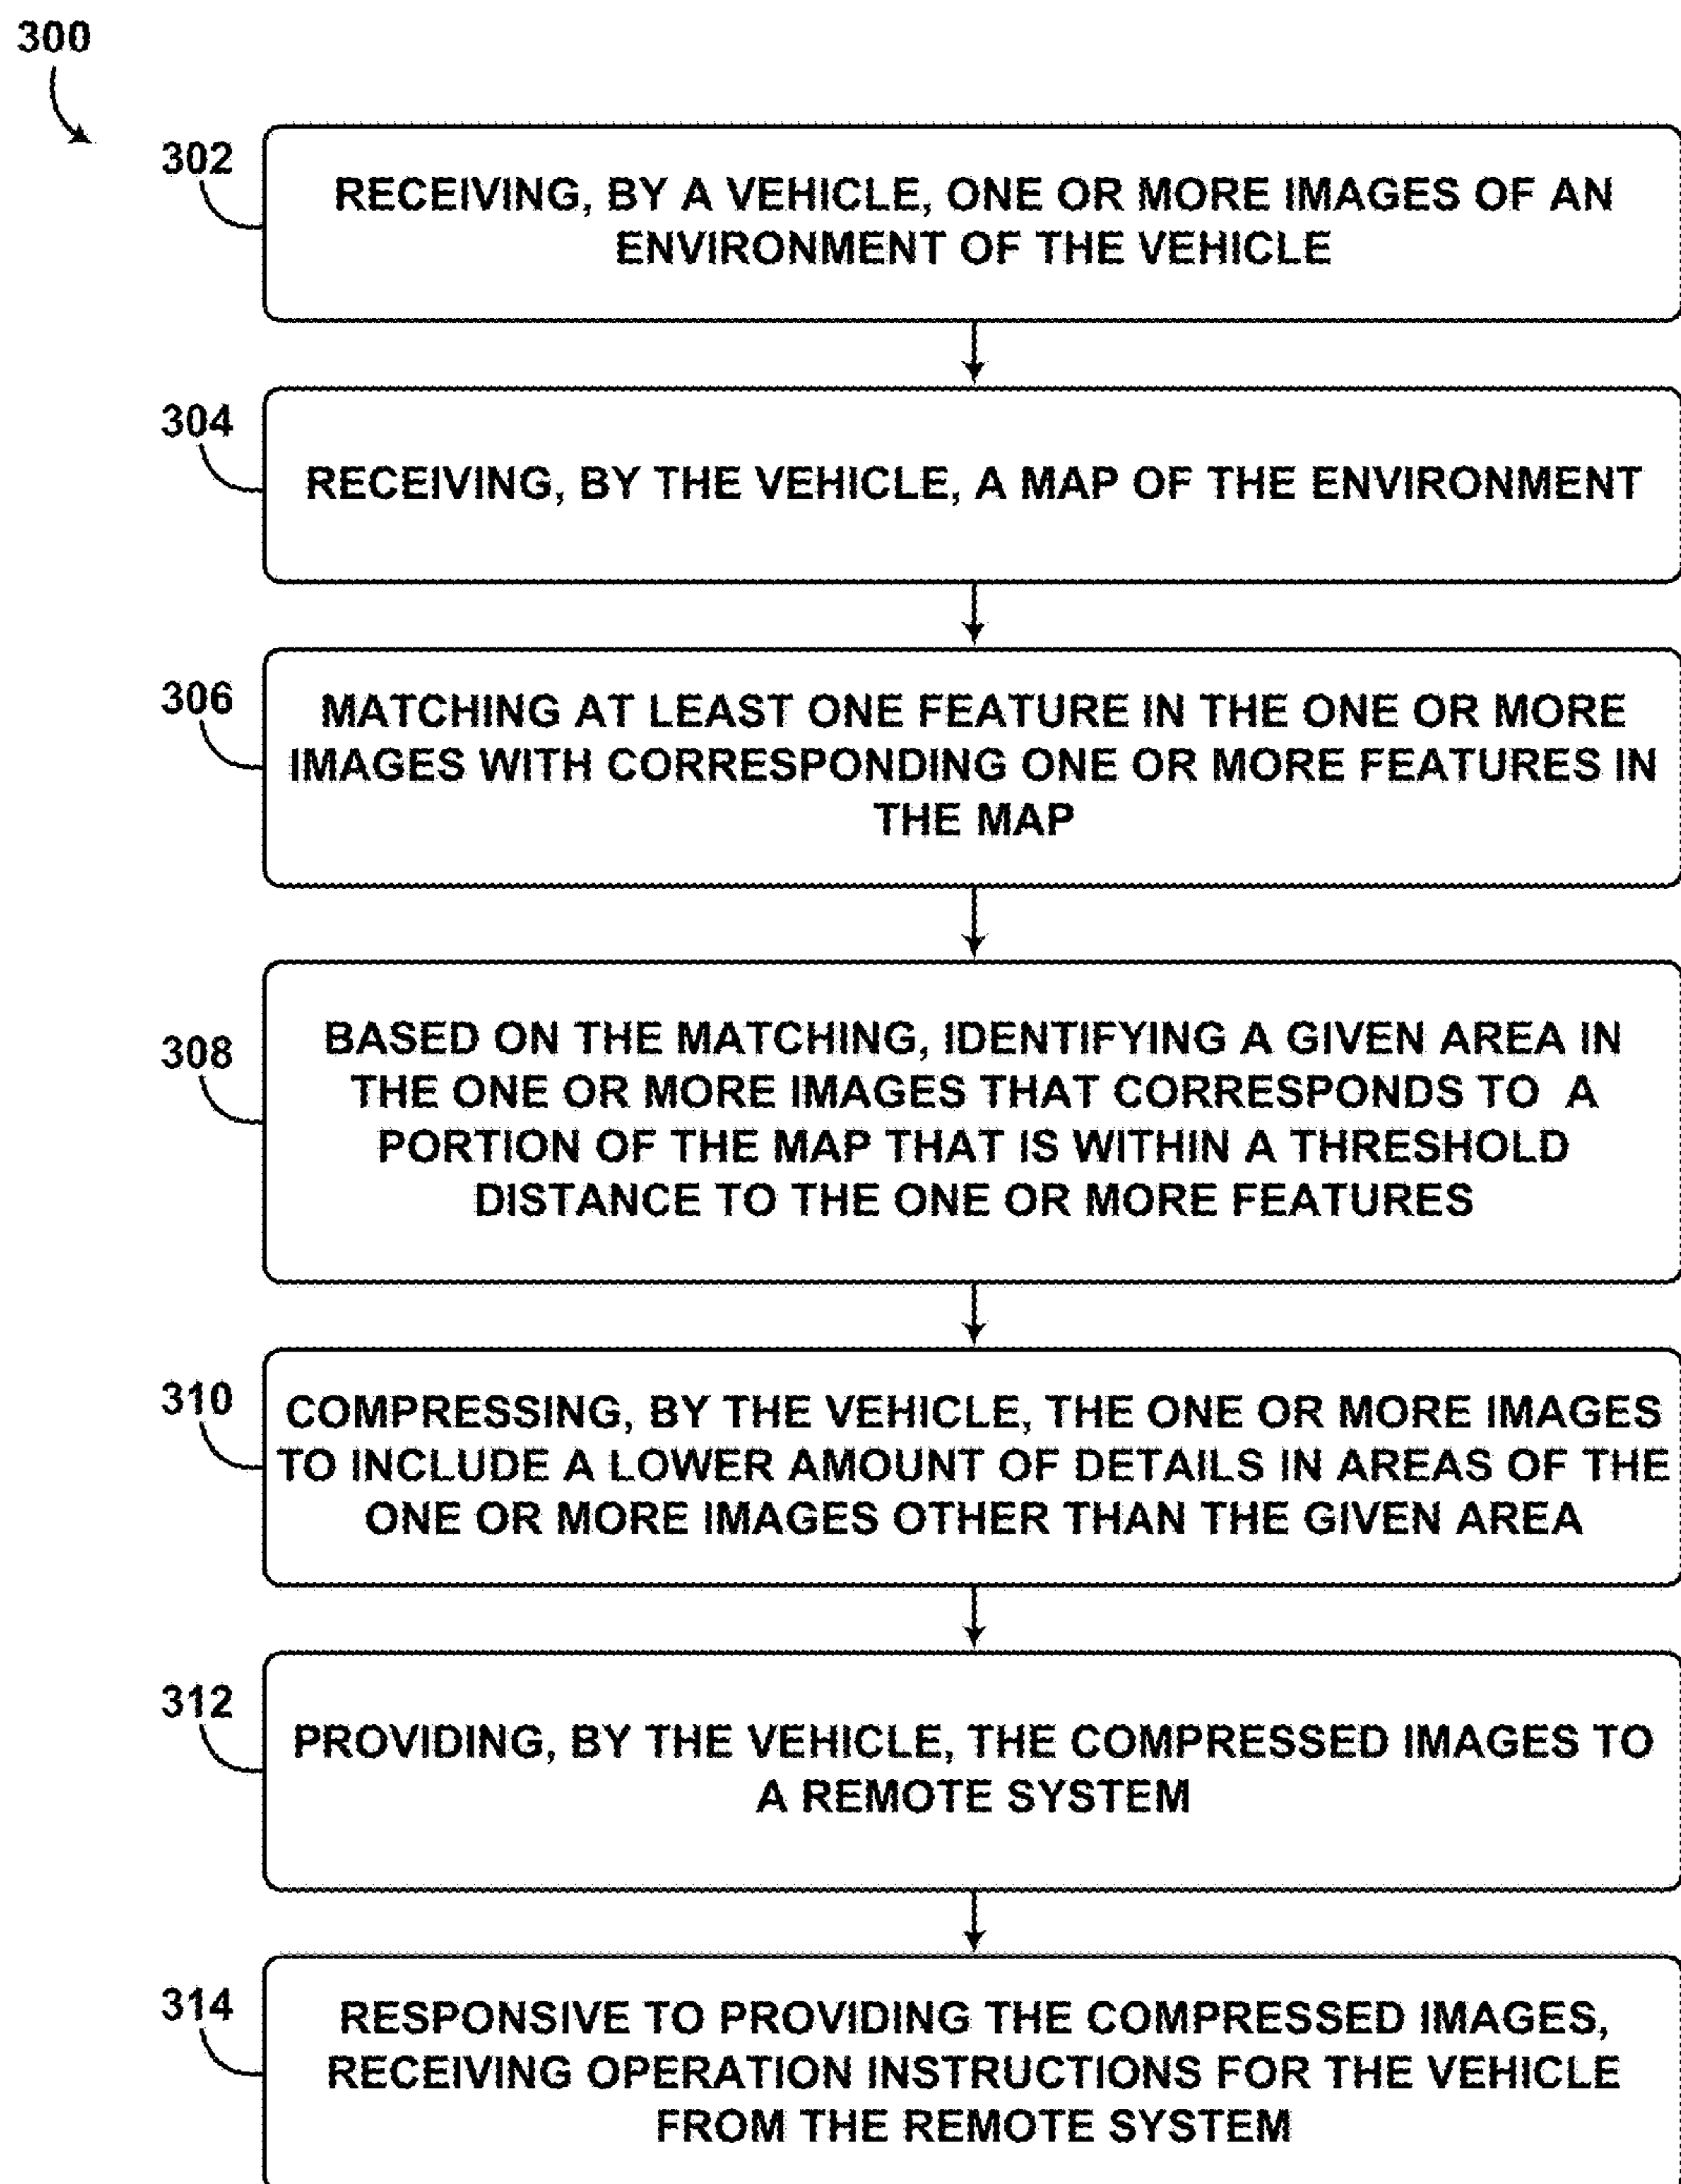 300
302
RECEIVING, BY A VEHICLE, ONE OR MORE IMAGES OF AN
ENVIRONMENT OF THE VEHICLE
304
RECEIVING, BY THE VEHICLE, A MAP OF THE ENVIRONMENT
306
MATCHING AT LEAST ONE FEATURE IN THE ONE OR MORE
IMAGES WITH CORRESPONDING ONE OR MORE FEATURES IN
THE MAP
308
BASED ON THE MATCHING, IDENTIFYING A GIVEN AREA IN
THE ONE OR MORE IMAGES THAT CORRESPONDS TO A
PORTION OF THE MAP THAT IS WITHIN A THRESHOLD
DISTANCE TO THE ONE OR MORE FEATURES
310
COMPRESSING, BY THE VEHICLE, THE ONE OR MORE IMAGES
TO INCLUDE A LOWER AMOUNT OF DETAILS IN AREAS OF THE
ONE OR MORE IMAGES OTHER THAN THE GIVEN AREA
312
PROVIDING, BY THE VEHICLE, THE COMPRESSED IMAGES TO
A REMOTE SYSTEM
314
RESPONSIVE TO PROVIDING THE COMPRESSED IMAGES,
RECEIVING OPERATION INSTRUCTIONS FOR THE VEHICLE
FROM THE REMOTE SYSTEM